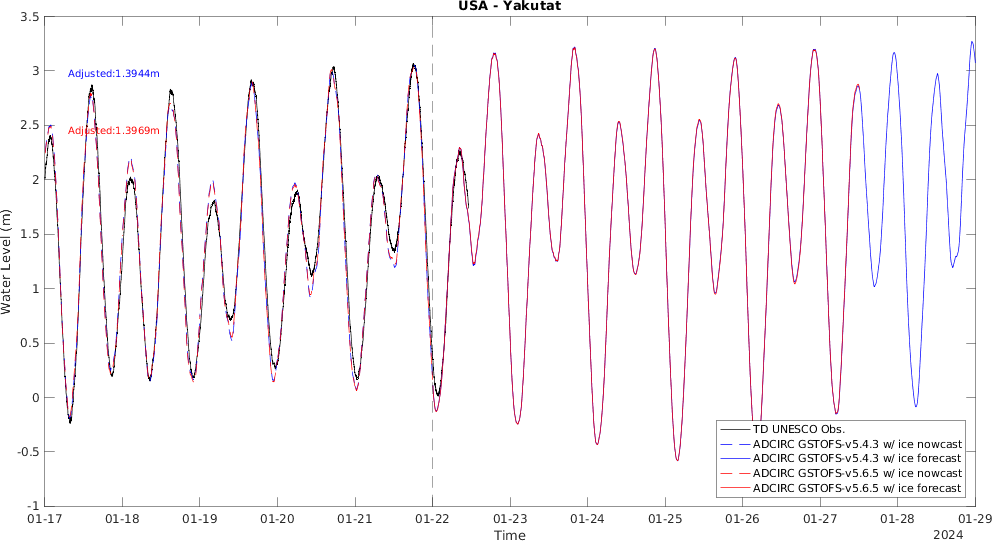 USA - Yakutat
3.5
3
2.5
2
1.5
1
0.5
0
-0.5
-1
Water Level (m)
Adjusted:1.3944m
Adjusted:1.3969m
TD UNESCO Obs.
ADCIRC GSTOFS-v5.4.3 w/ ice nowcast
ADCIRC GSTOFS-v5.4.3 w/ ice forecast
ADCIRC GSTOFS-v5.6.5 w/ ice nowcast
ADCIRC GSTOFS-v5.6.5 w/ ice forecast
01-17 01-18 01-19 01-20 01-21 01-22 01-23 01-24 01-25 01-26 01-27 01-28 01-29
Time
2024